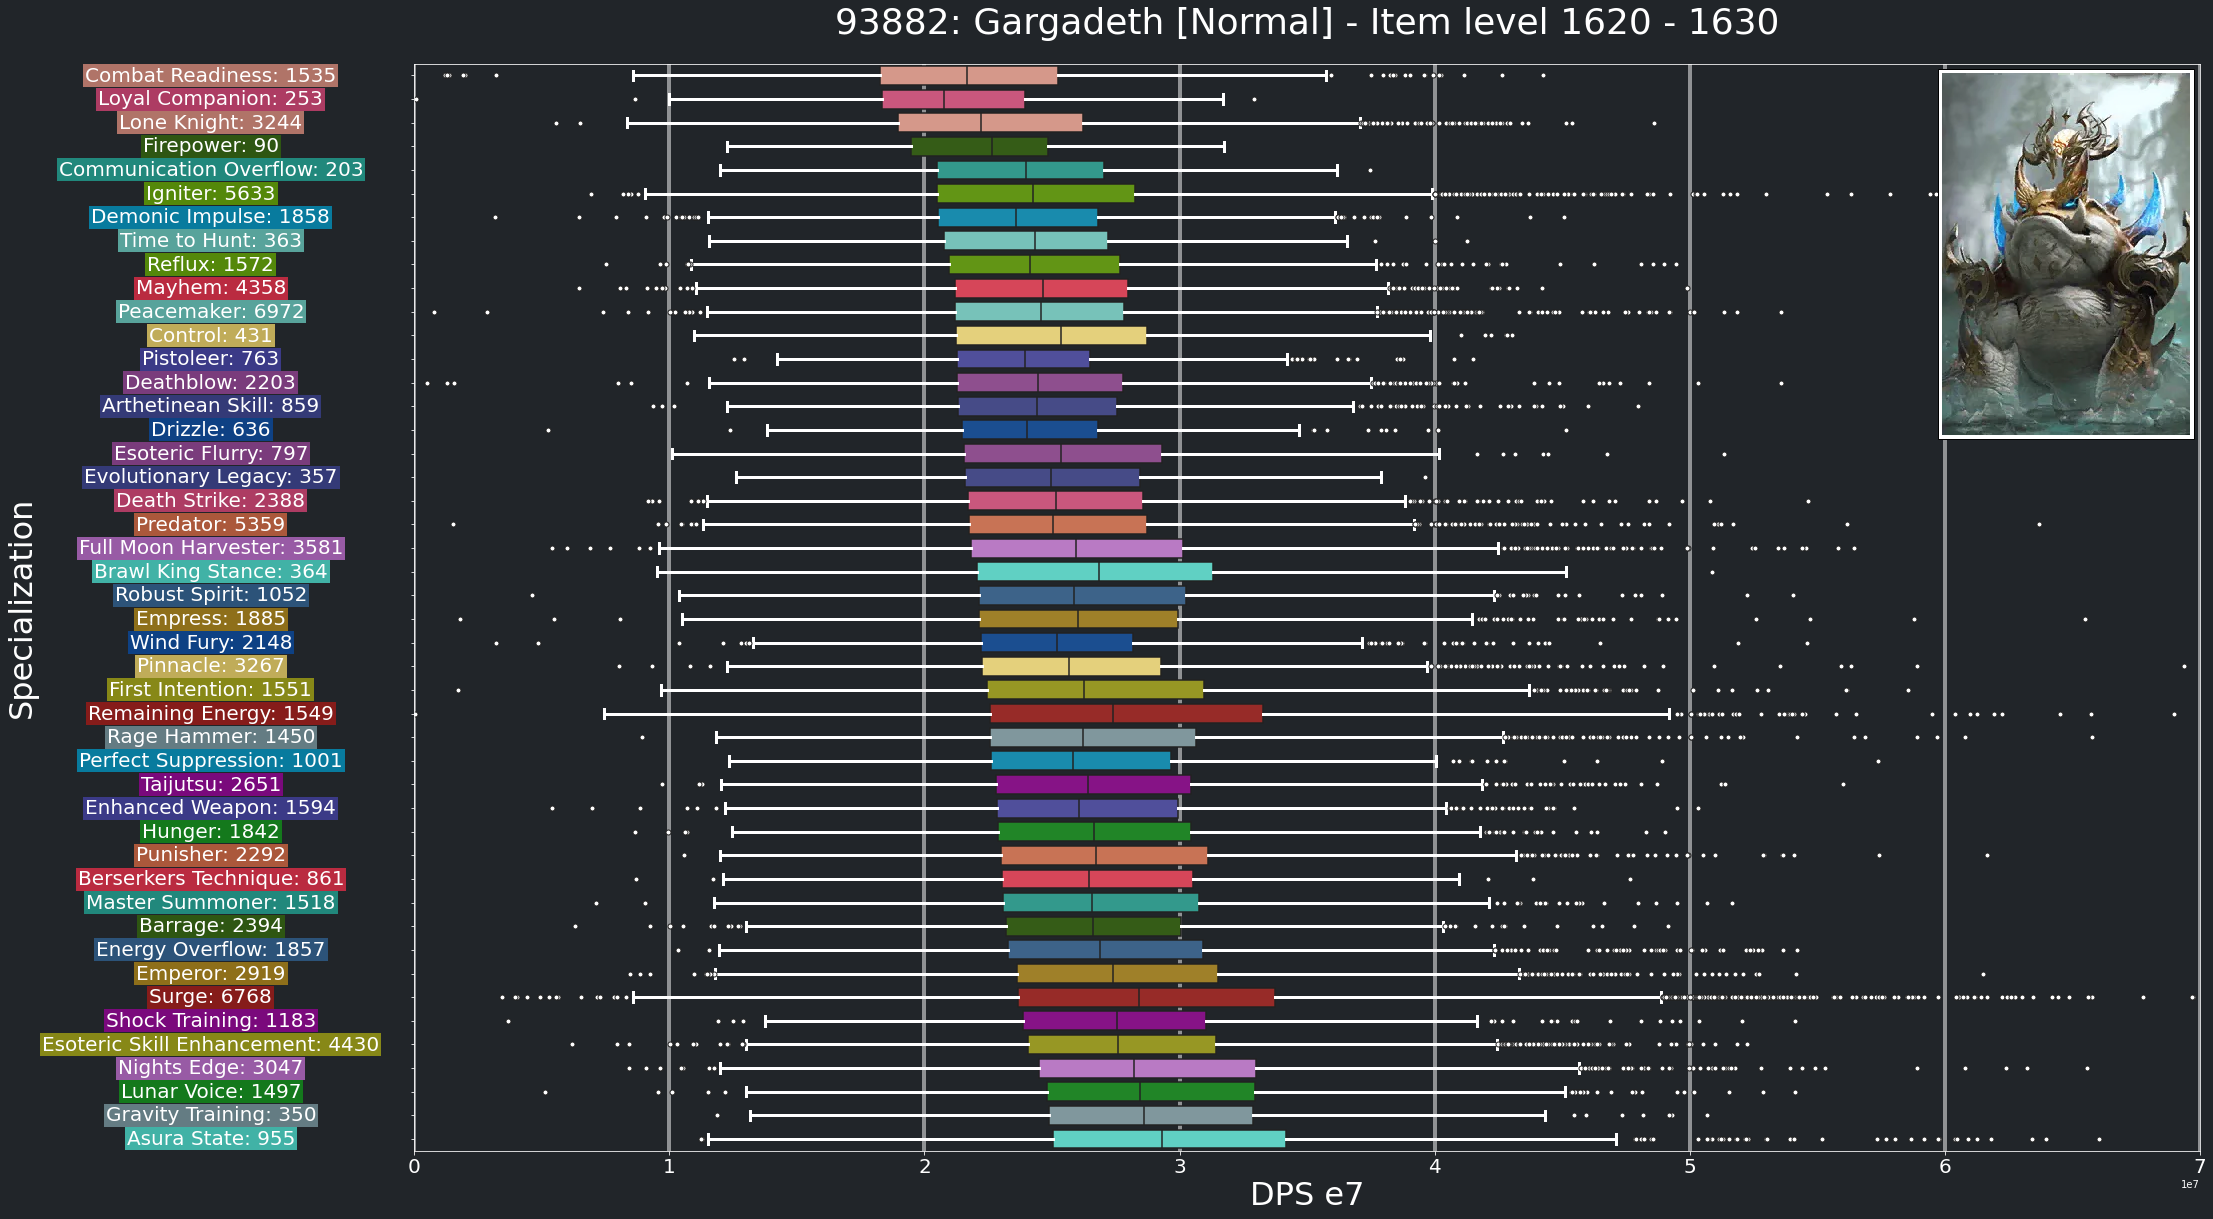 93882: Gargadeth [Normal] - Item level 1620 - 1630
Specialization
Combat Readiness: 1535
Loyal Companion: 253
Lone Knight: 3244
Firepower: 90
Communication Overflow: 203
Igniter: 5633
Demonic Impulse: 1858
Time to Hunt: 363
Reflux: 1572
Mayhem: 4358
Peacemaker: 6972
Control: 431
Pistoleer: 763
Deathblow: 2203
Arthetinean Skill: 859
Drizzle: 636
Esoteric Flurry: 797
Evolutionary Legacy: 357
Death Strike: 2388
Predator: 5359
Full Moon Harvester: 3581
Brawl King Stance: 364
Robust Spirit: 1052
Empress: 1885
Wind Fury: 2148
Pinnacle: 3267
First Intention: 1551
Remaining Energy: 1549
Rage Hammer: 1450
Perfect Suppression: 1001
Taijutsu: 2651
Enhanced Weapon: 1594
Hunger: 1842
Punisher: 2292
Berserkers Technique: 861
Master Summoner: 1518
Barrage: 2394
Energy Overflow: 1857
Emperor: 2919
Surge: 6768
Shock Training: 1183
Esoteric Skill Enhancement: 4430
Nights Edge: 3047
Lunar Voice: 1497
Gravity Training: 350
Asura State: 955
0 1 2 3 4 5 6 7
1e7
DPS e7